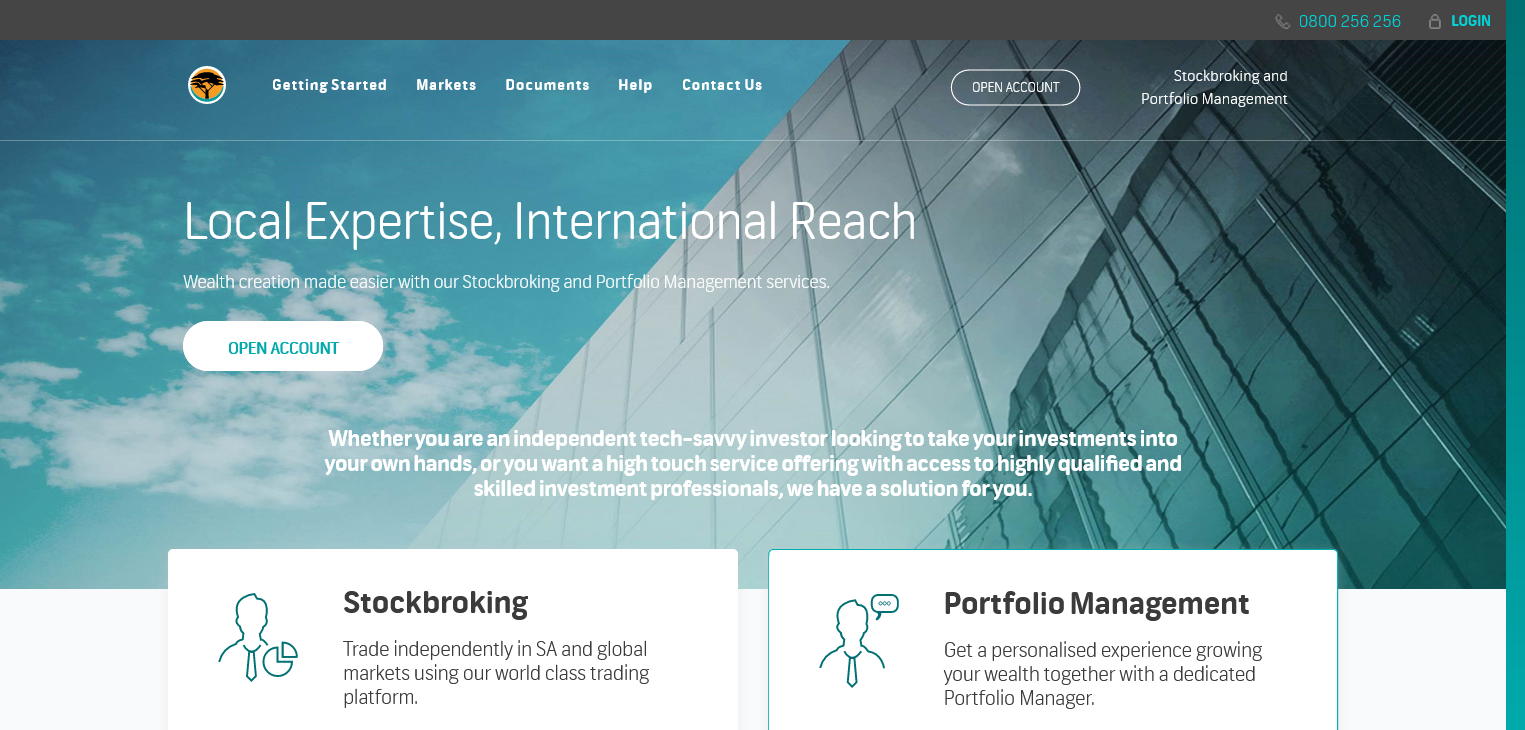 0800 256 256
LOGIN
Getting Started
Markets
Documents
Help
Contact Us
OPEN ACCOUNT
Stockbroking and
Portfolio Management
Local Expertise, International Reach
Wealth creation made easier with our Stockbroking and Portfolio Management services.
OPEN ACCOUNT
Whether you are an independent tech-savvy investor looking to take your investments into
your own hands, or you want a high touch service offering with access to highly qualified and
skilled investment professionals, we have a solution for you.
Stockbroking
Trade independently in SA and global
markets using our world class trading
platform.
Portfolio Management
Get a personalised experience growing
your wealth together with a dedicated
Portfolio Manager.